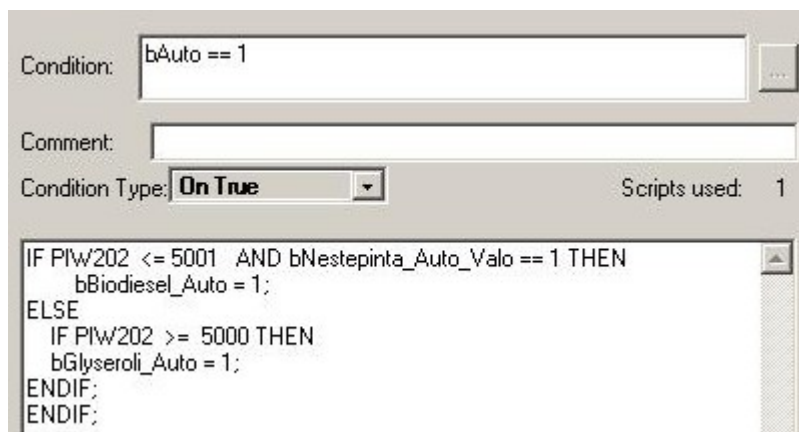 Condition: bAuto == 1
...
Comment:
Condition Type: On True Scripts used: 1
IF PIW202 <= 5001 AND bNestepinta_Auto_Valo == 1 THEN
bBiodiesel_Auto = 1;
ELSE
IF PIW202 >= 5000 THEN
bGlyseroli_Auto = 1;
ENDIF;
ENDIF;